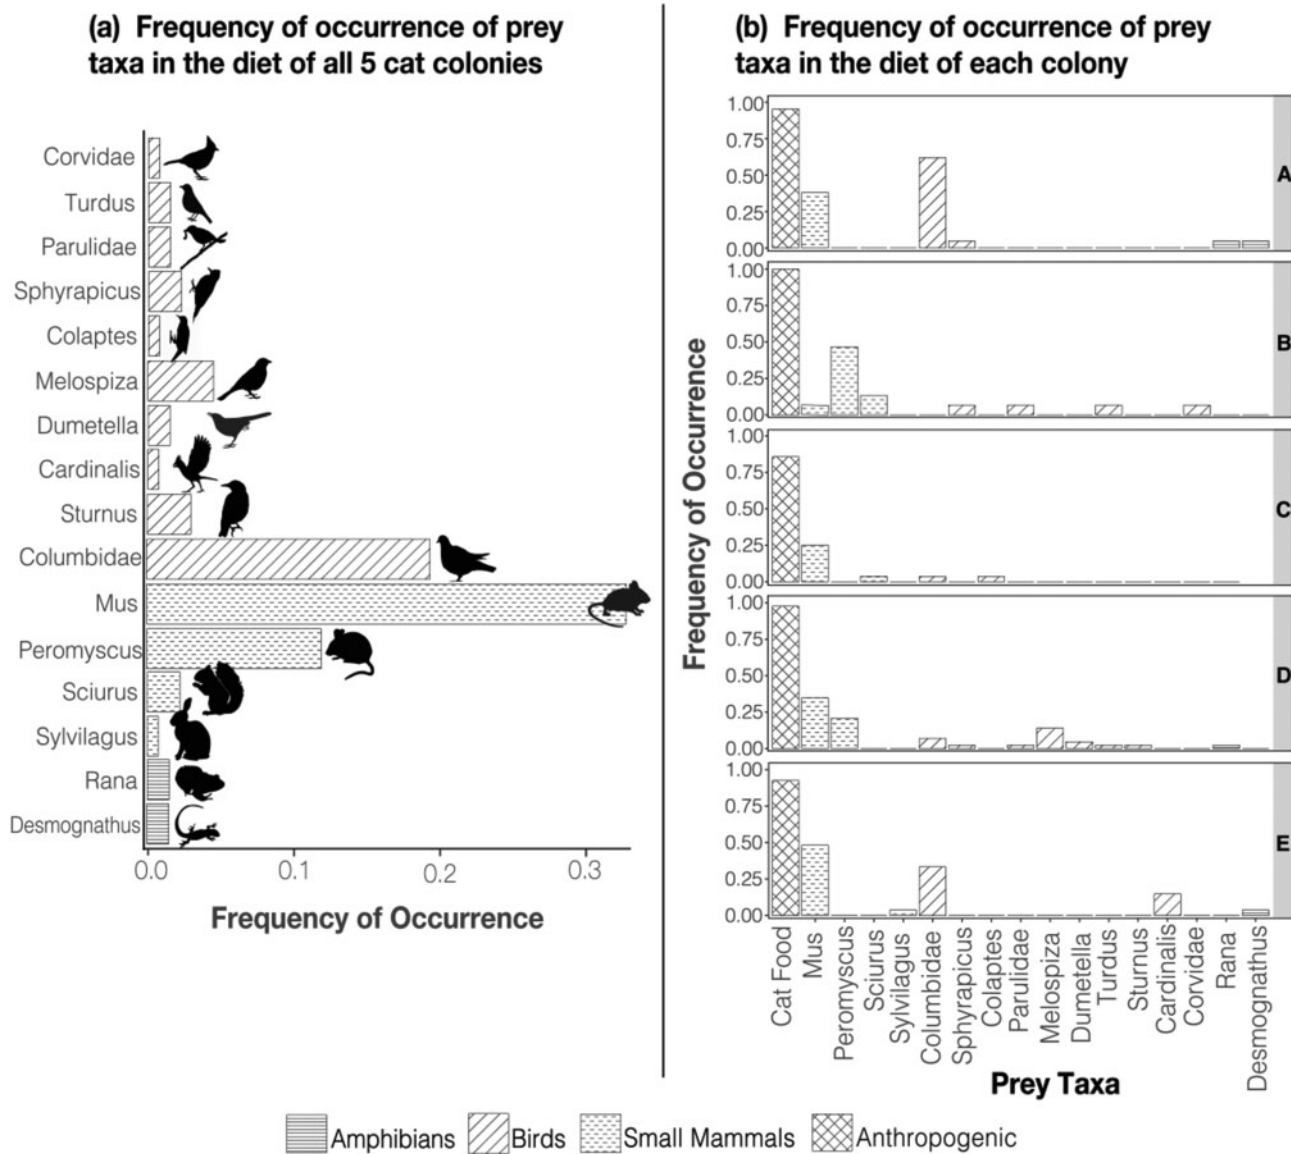 (a) Frequency of occurrence of prey
taxa in the diet of all 5 cat colonies
Corvidae
Turdus
Parulidae
Sphyrapicus
Colaptes
Melospiza
Dumetella
Cardinalis
Sturnus
Columbidae
Mus
Peromyscus
Sciurus
Sylvilagus
Rana
Desmognathus
0.0 0.1 0.2 0.3
Frequency of Occurrence
(b) Frequency of occurrence of prey
taxa in the diet of each colony
Frequency of Occurrence
1.00
0.75
0.50
0.25
0.00
A
1.00
0.75
0.50
0.25
0.00
B
1.00
0.75
0.50
0.25
0.00
C
1.00
0.75
0.50
0.25
0.00
D
1.00
0.75
0.50
0.25
0.00
E
Cat Food
Mus
Peromyscus
Sciurus
Sylvilagus
Columbidae
Sphyrapicus
Colaptes
Parulidae
Melospiza
Dumetella
Turdus
Sturnus
Cardinalis
Corvidae
Rana
Desmognathus
Prey Taxa
Amphibians Birds Small Mammals Anthropogenic